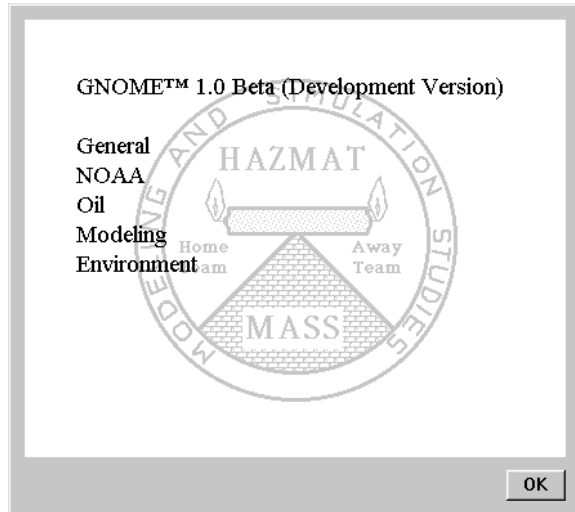 GNOME™ 1.0 Beta (Development Version)
General
NOAA
Oil
Modeling
Environment
MODELING AND SIMULATION STUDIES
HAZMAT
Home Team
Away Team
MASS
OK